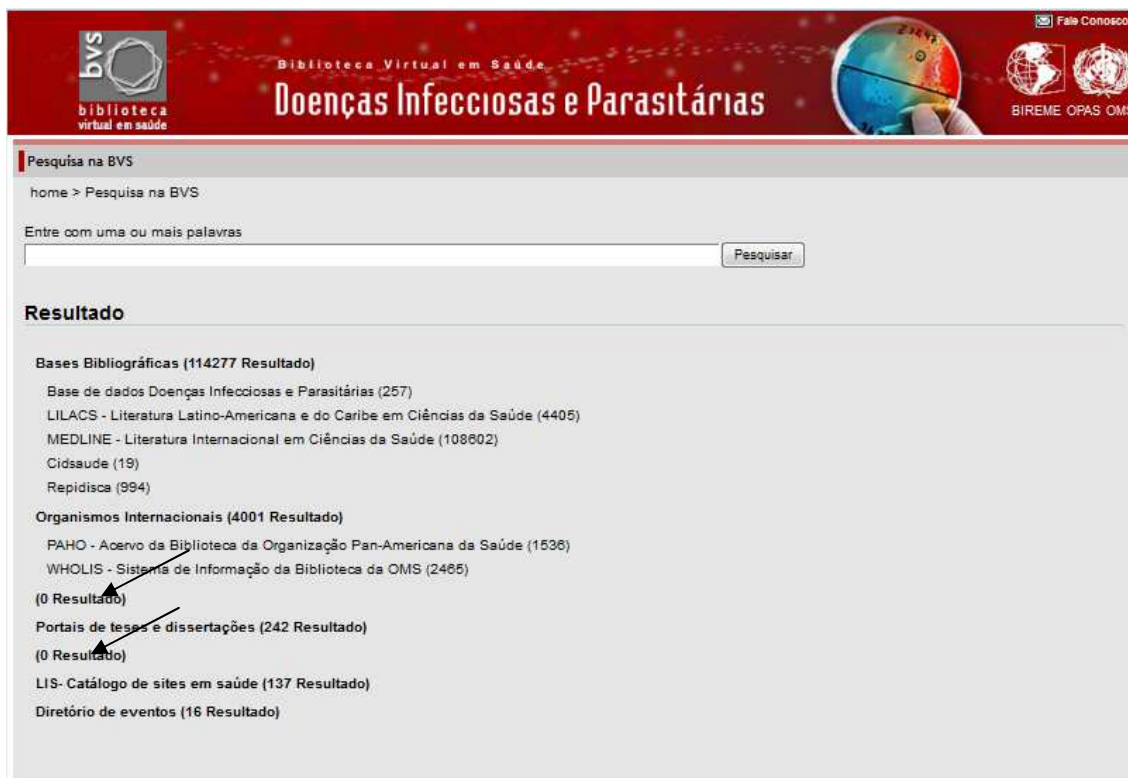 Fale Conosco
bvs
biblioteca
virtual em saúde
Biblioteca Virtual em Saúde
Doenças Infecciosas e Parasitárias
BIREME OPAS OMS
Pesquisa na BVS
home > Pesquisa na BVS
Entre com uma ou mais palavras
Pesquisar
Resultado
Bases Bibliográficas (114277 Resultado)
Base de dados Doenças Infecciosas e Parasitárias (257)
LILACS - Literatura Latino-Americana e do Caribe em Ciências da Saúde (4405)
MEDLINE - Literatura Internacional em Ciências da Saúde (108602)
Cidsaude (19)
Repidisca (994)
Organismos Internacionais (4001 Resultado)
PAHO - Acervo da Biblioteca da Organização Pan-Americana da Saúde (1536)
WHOLIS - Sistema de Informação da Biblioteca da OMS (2465)
(0 Resultado)
Portais de teses e dissertações (242 Resultado)
(0 Resultado)
LIS- Catálogo de sites em saúde (137 Resultado)
Diretório de eventos (16 Resultado)